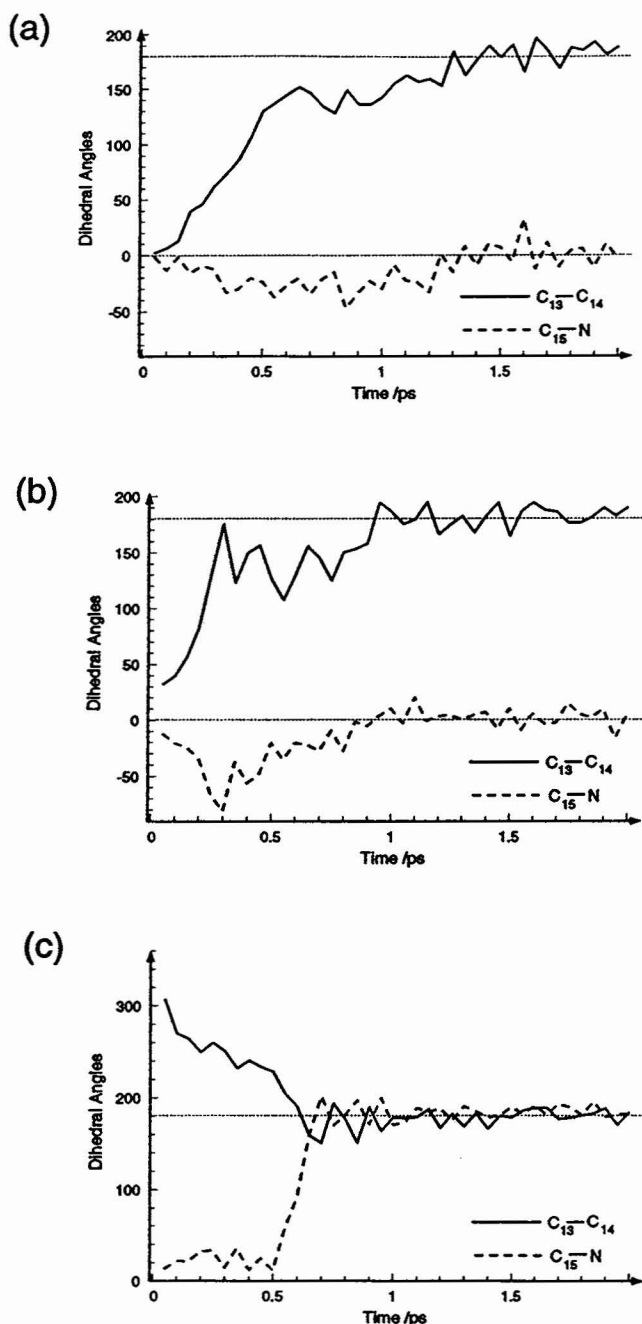 (a)
200
150
100
50
0
-50
Dihedral Angles
C13—C14
C15—N
0 0.5 1 1.5
Time /ps
(b)
200
150
100
50
0
-50
Dihedral Angles
C13—C14
C15—N
0 0.5 1 1.5
Time /ps
(c)
300
200
100
0
Dihedral Angles
C13—C14
C15—N
0 0.5 1 1.5
Time /ps